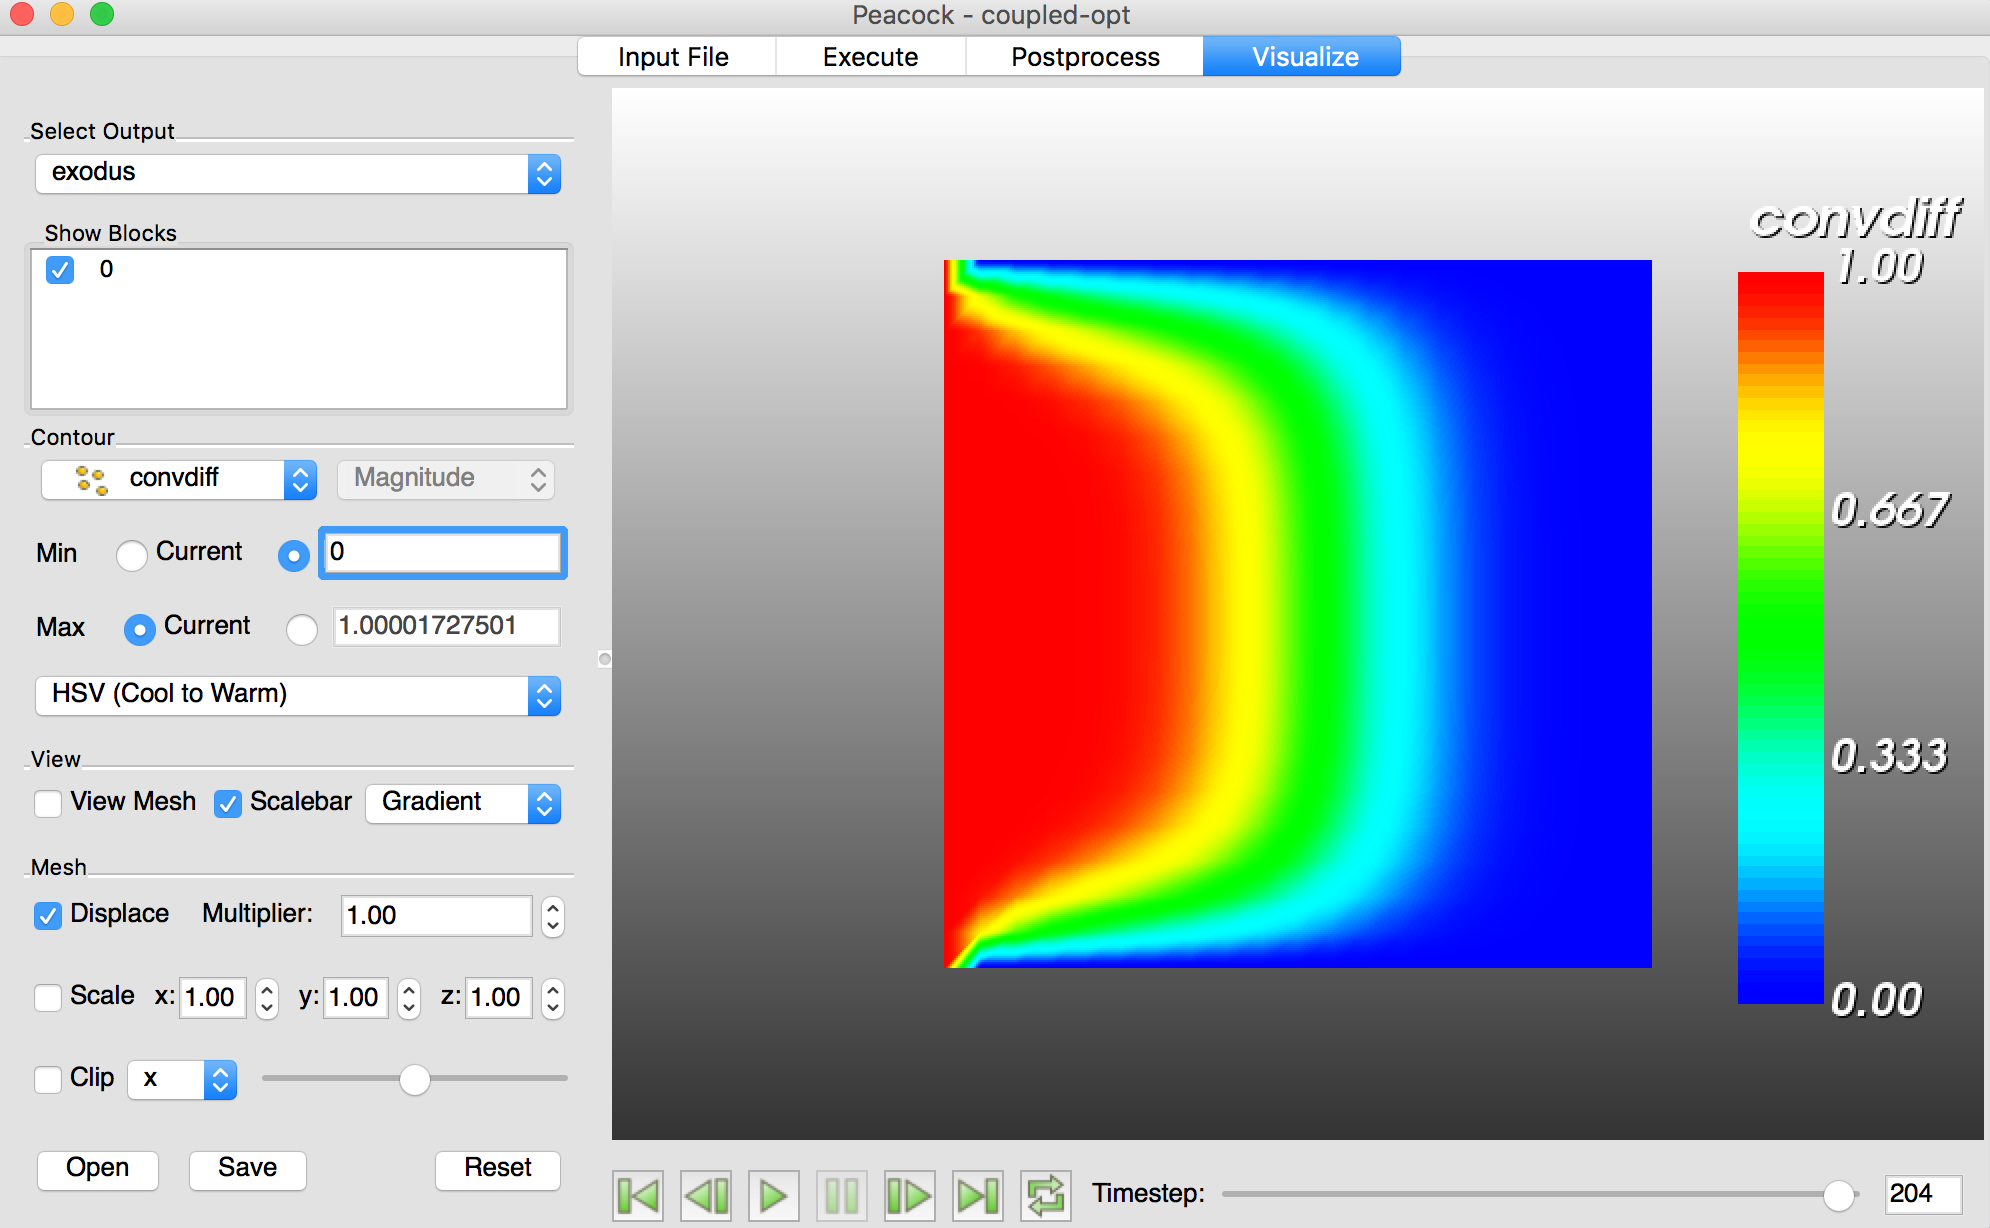 Peacock - coupled-opt
Input File Execute Postprocess Visualize
Select Output
exodus
Show Blocks
0
Contour
convdiff Magnitude
Min Current 0
Max Current 1.00001727501
HSV (Cool to Warm)
View
View Mesh Scalebar Gradient
Mesh
Displace Multiplier: 1.00
Scale x: 1.00 y: 1.00 z: 1.00
Clip x
Open Save Reset
convdiff
1.00
0.667
0.333
0.00
Timestep: 204